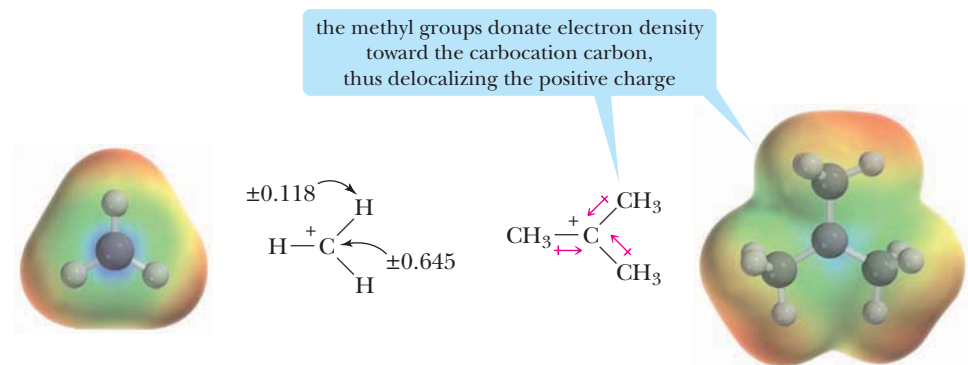 the methyl groups donate electron density
toward the carbocation carbon,
thus delocalizing the positive charge
±0.118
H
+
H—C
±0.645
H
CH3
+
CH3—C
CH3